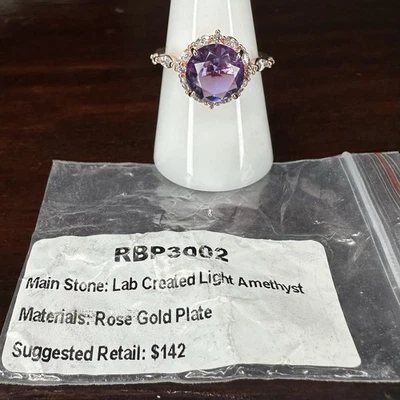 RBP3002
Main Stone: Lab Created Light Amethyst
Materials: Rose Gold Plate
Suggested Retail: $142